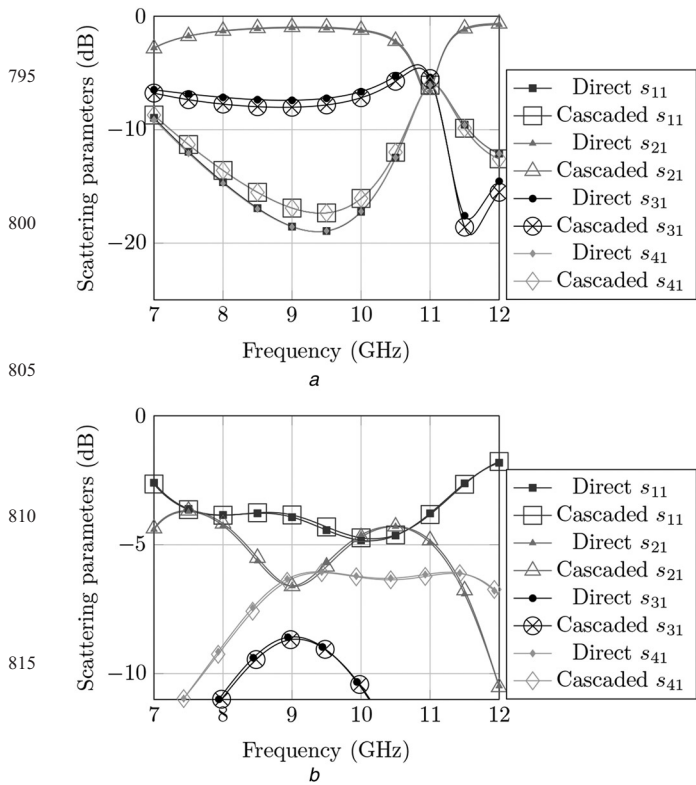 795
800
805
810
815
Scattering parameters (dB)
0
−10
−20
7 8 9 10 11 12
Frequency (GHz)
a
Direct s11
Cascaded s11
Direct s21
Cascaded s21
Direct s31
Cascaded s31
Direct s41
Cascaded s41
Scattering parameters (dB)
0
−5
−10
7 8 9 10 11 12
Frequency (GHz)
b
Direct s11
Cascaded s11
Direct s21
Cascaded s21
Direct s31
Cascaded s31
Direct s41
Cascaded s41